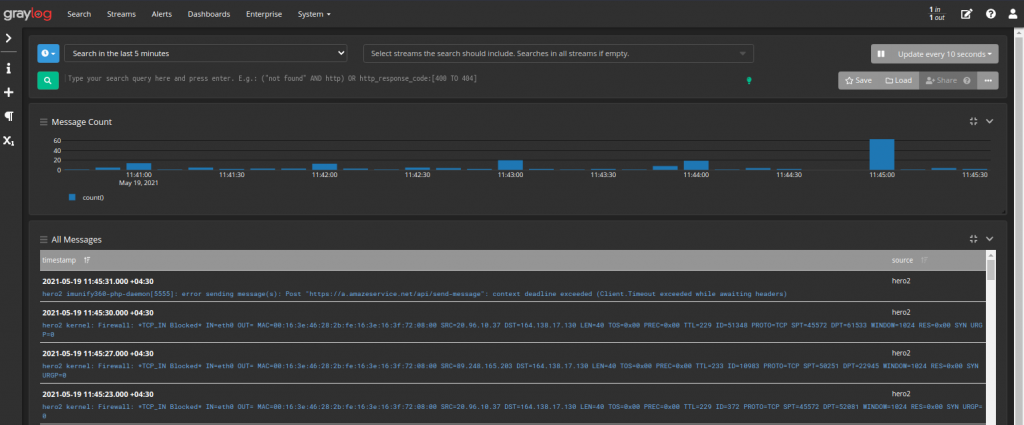 graylog Search Streams Alerts Dashboards Enterprise System 1 in
1 out
Search in the last 5 minutes Select streams the search should include. Searches in all streams if empty. Update every 10 seconds
Type your search query here and press enter. E.g.: ("not found" AND http) OR http_response_code:[400 TO 404] Save Load Share
Message Count
60
40
20
0
11:41:00 11:41:30 11:42:00 11:42:30 11:43:00 11:43:30 11:44:00 11:44:30 11:45:00 11:45:30
May 19, 2021
count()
All Messages
timestamp source
2021-05-19 11:45:31.000 +04:30 hero2
hero2 imunify360-php-daemon[5555]: error sending message(s): Post "https://a.amazeservice.net/api/send-message": context deadline exceeded (Client.Timeout exceeded while awaiting headers)
2021-05-19 11:45:30.000 +04:30 hero2
hero2 kernel: Firewall: *TCP_IN Blocked* IN=eth0 OUT= MAC=00:16:3e:46:28:2b:fe:16:3e:16:3f:72:08:00 SRC=20.96.10.37 DST=164.138.17.130 LEN=40 TOS=0x00 PREC=0x00 TTL=229 ID=51348 PROTO=TCP SPT=45572 DPT=61533 WINDOW=1024 RES=0x00 SYN URG
P=0
2021-05-19 11:45:27.000 +04:30 hero2
hero2 kernel: Firewall: *TCP_IN Blocked* IN=eth0 OUT= MAC=00:16:3e:46:28:2b:fe:16:3e:16:3f:72:08:00 SRC=89.248.165.203 DST=164.138.17.130 LEN=40 TOS=0x00 PREC=0x00 TTL=233 ID=10983 PROTO=TCP SPT=50251 DPT=22945 WINDOW=1024 RES=0x00 SYN
URGP=0
2021-05-19 11:45:23.000 +04:30 hero2
hero2 kernel: Firewall: *TCP_IN Blocked* IN=eth0 OUT= MAC=00:16:3e:46:28:2b:fe:16:3e:16:3f:72:08:00 SRC=20.96.10.37 DST=164.138.17.130 LEN=40 TOS=0x00 PREC=0x00 TTL=229 ID=372 PROTO=TCP SPT=45572 DPT=52081 WINDOW=1024 RES=0x00 SYN URGP=
0